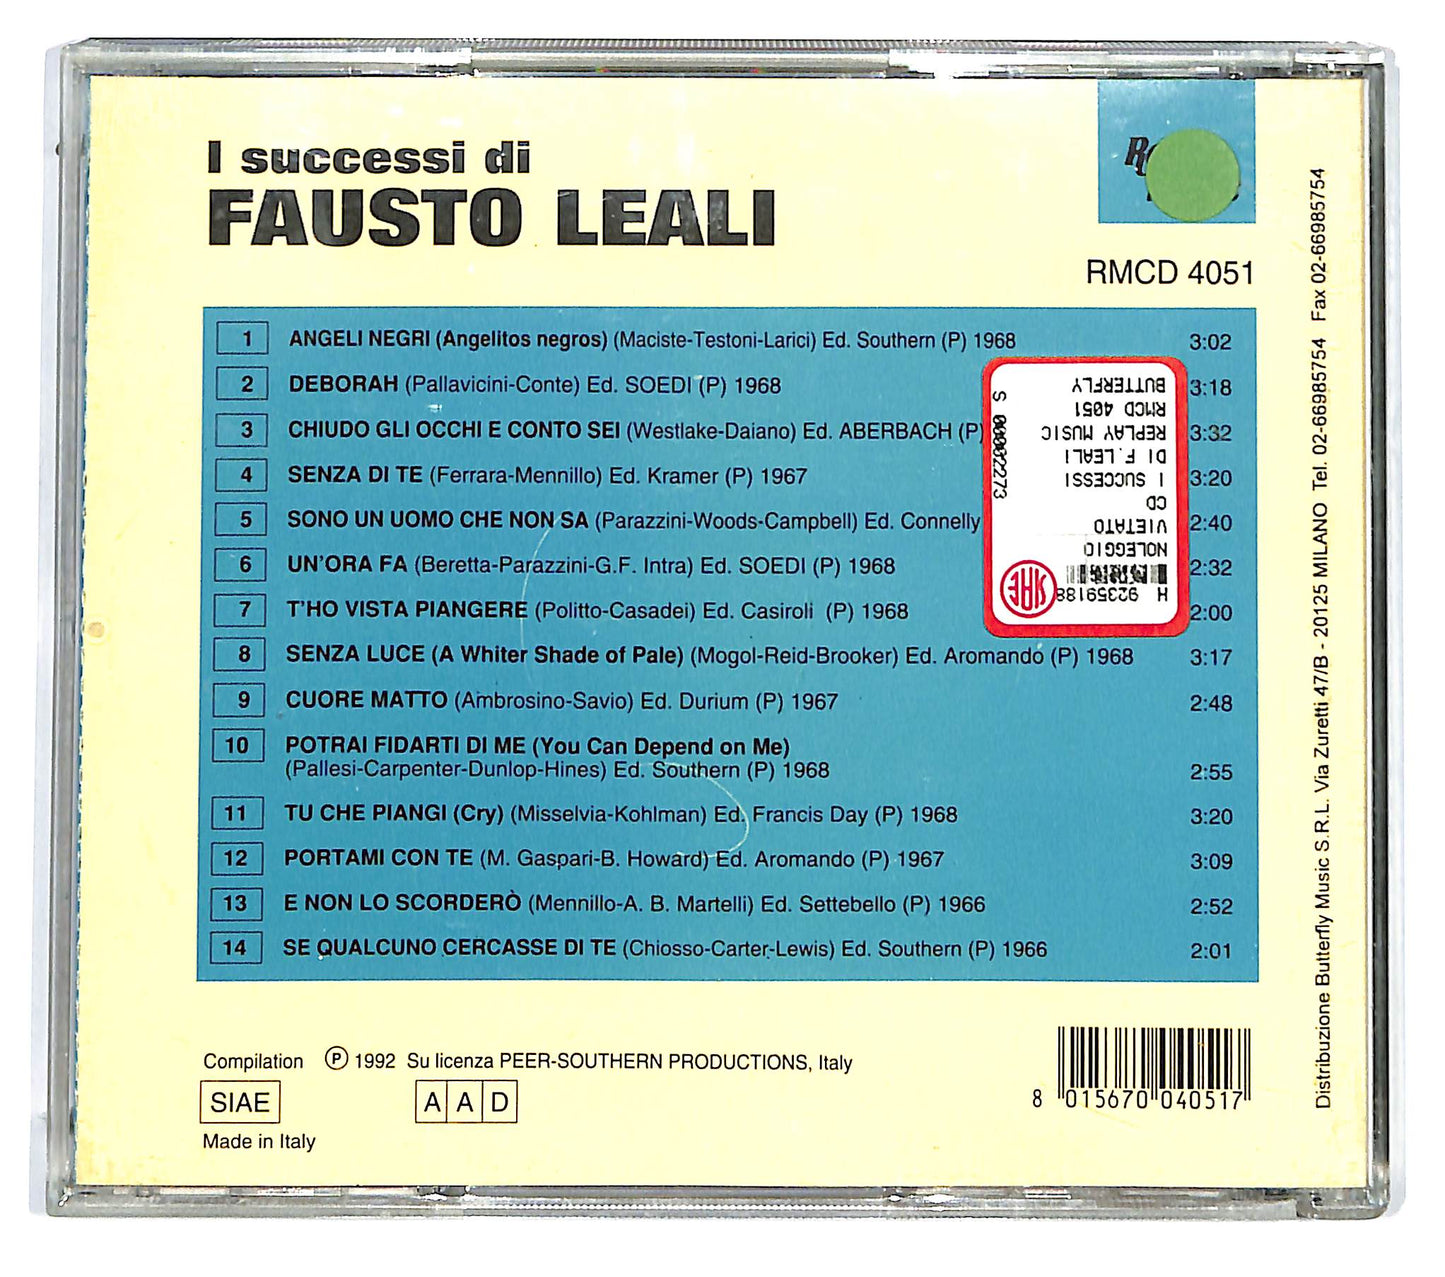 I successi di
FAUSTO LEALI
RMCD 4051
1 ANGELI NEGRI (Angelitos negros) (Maciste-Testoni-Larici) Ed. Southern (P) 1968 3:02
2 DEBORAH (Pallavicini-Conte) Ed. SOEDI (P) 1968 3:18
3 CHIUDO GLI OCCHI E CONTO SEI (Westlake-Daiano) Ed. ABERBACH (P) 3:32
4 SENZA DI TE (Ferrara-Mennillo) Ed. Kramer (P) 1967 3:20
5 SONO UN UOMO CHE NON SA (Parazzini-Woods-Campbell) Ed. Connelly 2:40
6 UN'ORA FA (Beretta-Parazzini-G.F. Intra) Ed. SOEDI (P) 1968 2:32
7 T'HO VISTA PIANGERE (Politto-Casadei) Ed. Casiroli (P) 1968 2:00
8 SENZA LUCE (A Whiter Shade of Pale) (Mogol-Reid-Brooker) Ed. Aromando (P) 1968 3:17
9 CUORE MATTO (Ambrosino-Savio) Ed. Durium (P) 1967 2:48
10 POTRAI FIDARTI DI ME (You Can Depend on Me)
(Pallesi-Carpenter-Dunlop-Hines) Ed. Southern (P) 1968 2:55
11 TU CHE PIANGI (Cry) (Misselvia-Kohlman) Ed. Francis Day (P) 1968 3:20
12 PORTAMI CON TE (M. Gaspari-B. Howard) Ed. Aromando (P) 1967 3:09
13 E NON LO SCORDERÒ (Mennillo-A. B. Martelli) Ed. Settebello (P) 1966 2:52
14 SE QUALCUNO CERCASSE DI TE (Chiosso-Carter-Lewis) Ed. Southern (P) 1966 2:01
H 92359188
SIAE
NOLEGGIO
VIETATO
CD
I SUCCESSI
DI F.LEALI
REPLAY MUSIC
RMCD 4051
BUTTERFLY
S 000002273
Compilation Ⓟ 1992 Su licenza PEER-SOUTHERN PRODUCTIONS, Italy
SIAE
A A D
Made in Italy
8 015670 040517
Distribuzione Butterfly Music S.R.L. Via Zuretti 47/B - 20125 MILANO Tel. 02-66985754 Fax 02-66985754